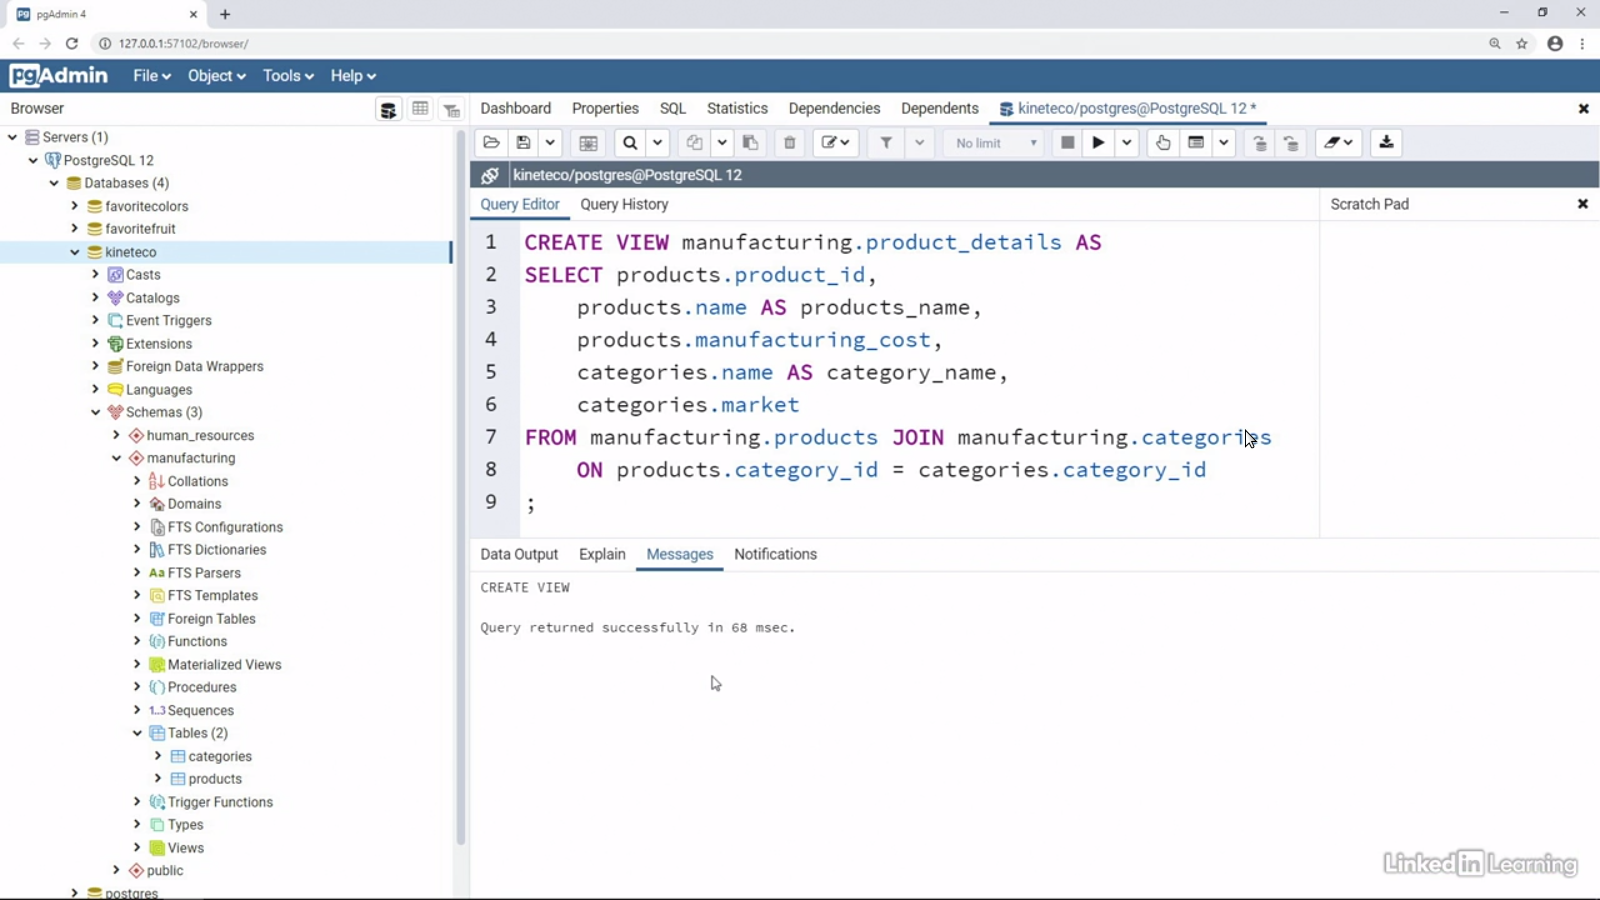 pgAdmin 4
127.0.0.1:57102/browser/
pgAdmin
File
Object
Tools
Help
Browser
Dashboard
Properties
SQL
Statistics
Dependencies
Dependents
kineteco/postgres@PostgreSQL 12 *
No limit
kineteco/postgres@PostgreSQL 12
Query Editor
Query History
Scratch Pad
Servers (1)
PostgreSQL 12
Databases (4)
favoritecolors
favoritefruit
kineteco
Casts
Catalogs
Event Triggers
Extensions
Foreign Data Wrappers
Languages
Schemas (3)
human_resources
manufacturing
Collations
Domains
FTS Configurations
FTS Dictionaries
Aa FTS Parsers
FTS Templates
Foreign Tables
Functions
Materialized Views
Procedures
1..3 Sequences
Tables (2)
categories
products
Trigger Functions
Types
Views
public
postgres
1 CREATE VIEW manufacturing.product_details AS
2 SELECT products.product_id,
3 products.name AS products_name,
4 products.manufacturing_cost,
5 categories.name AS category_name,
6 categories.market
7 FROM manufacturing.products JOIN manufacturing.categories
8 ON products.category_id = categories.category_id
9 ;
Data Output
Explain
Messages
Notifications
CREATE VIEW
Query returned successfully in 68 msec.
LinkedIn Learning